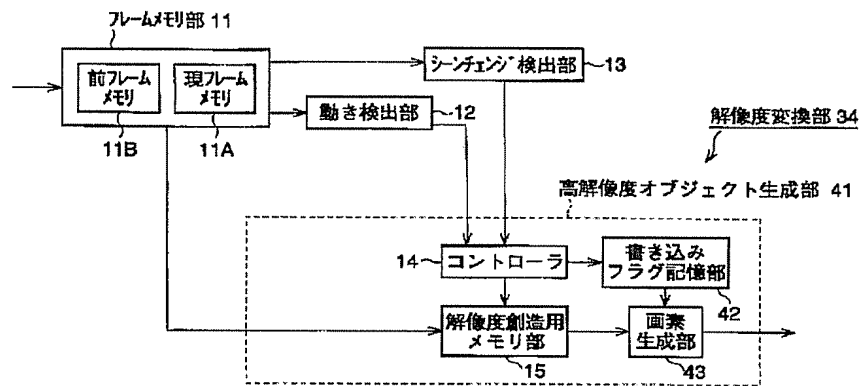 フレームメモリ部 11
前フレーム
メモリ
現フレーム
メモリ
11B
11A
シーンチェンジ検出部
13
動き検出部
12
解像度変換部 34
高解像度オブジェクト生成部 41
14
コントローラ
書き込み
フラグ記憶部
42
解像度創造用
メモリ部
15
画素
生成部
43